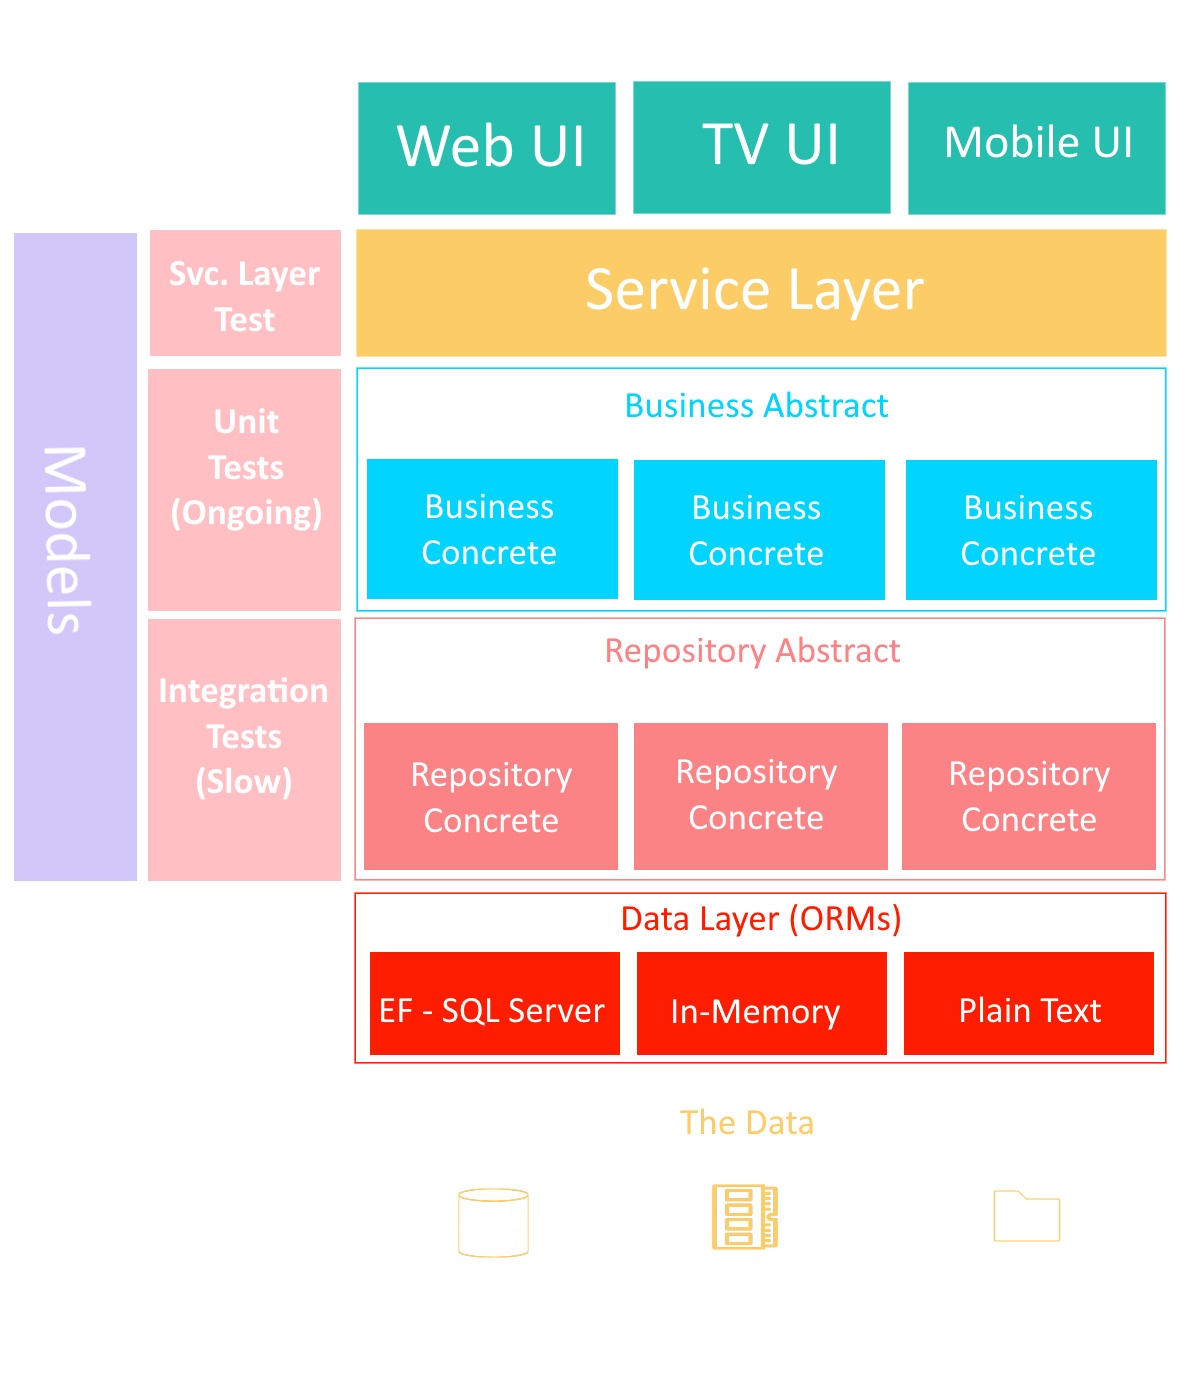 Web UI
TV UI
Mobile UI
Models
Svc. Layer
Test
Service Layer
Unit
Tests
(Ongoing)
Business Abstract
Business
Concrete
Business
Concrete
Business
Concrete
Integration
Tests
(Slow)
Repository Abstract
Repository
Concrete
Repository
Concrete
Repository
Concrete
Data Layer (ORMs)
EF - SQL Server
In-Memory
Plain Text
The Data